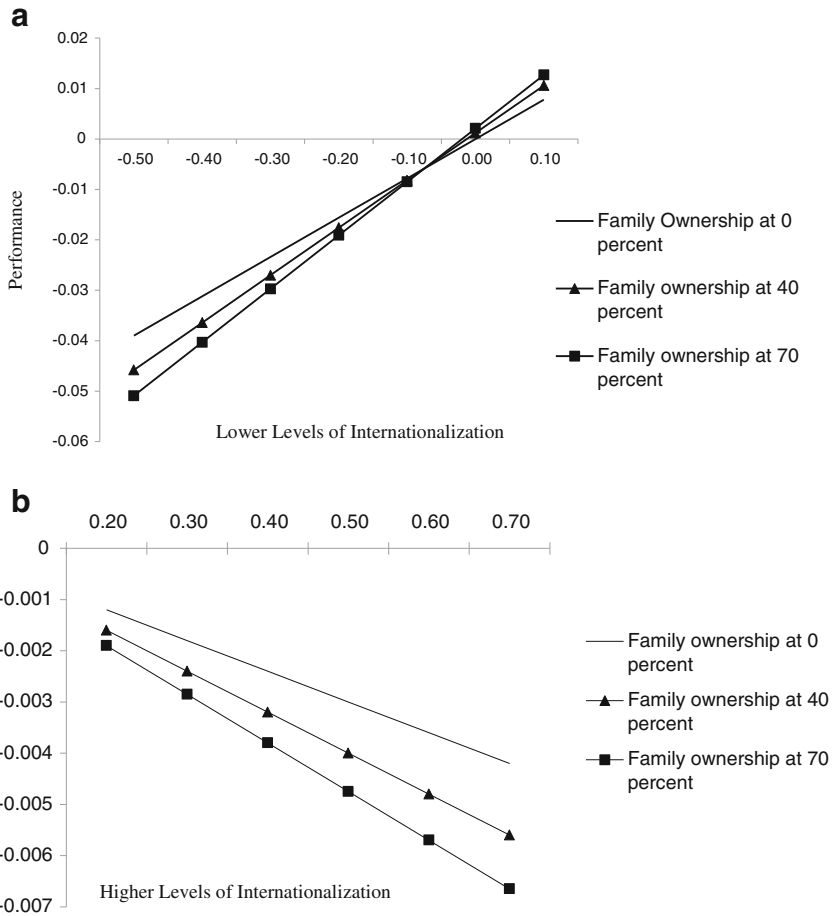 a
0.02
0.01
0
-0.50 -0.40 -0.30 -0.20 -0.10 0.00 0.10
-0.01
-0.02
-0.03
-0.04
-0.05
-0.06
Performance
Lower Levels of Internationalization
Family Ownership at 0
percent
Family ownership at 40
percent
Family ownership at 70
percent
b
0.20 0.30 0.40 0.50 0.60 0.70
0
-0.001
-0.002
-0.003
-0.004
-0.005
-0.006
-0.007
Higher Levels of Internationalization
Family ownership at 0
percent
Family ownership at 40
percent
Family ownership at 70
percent